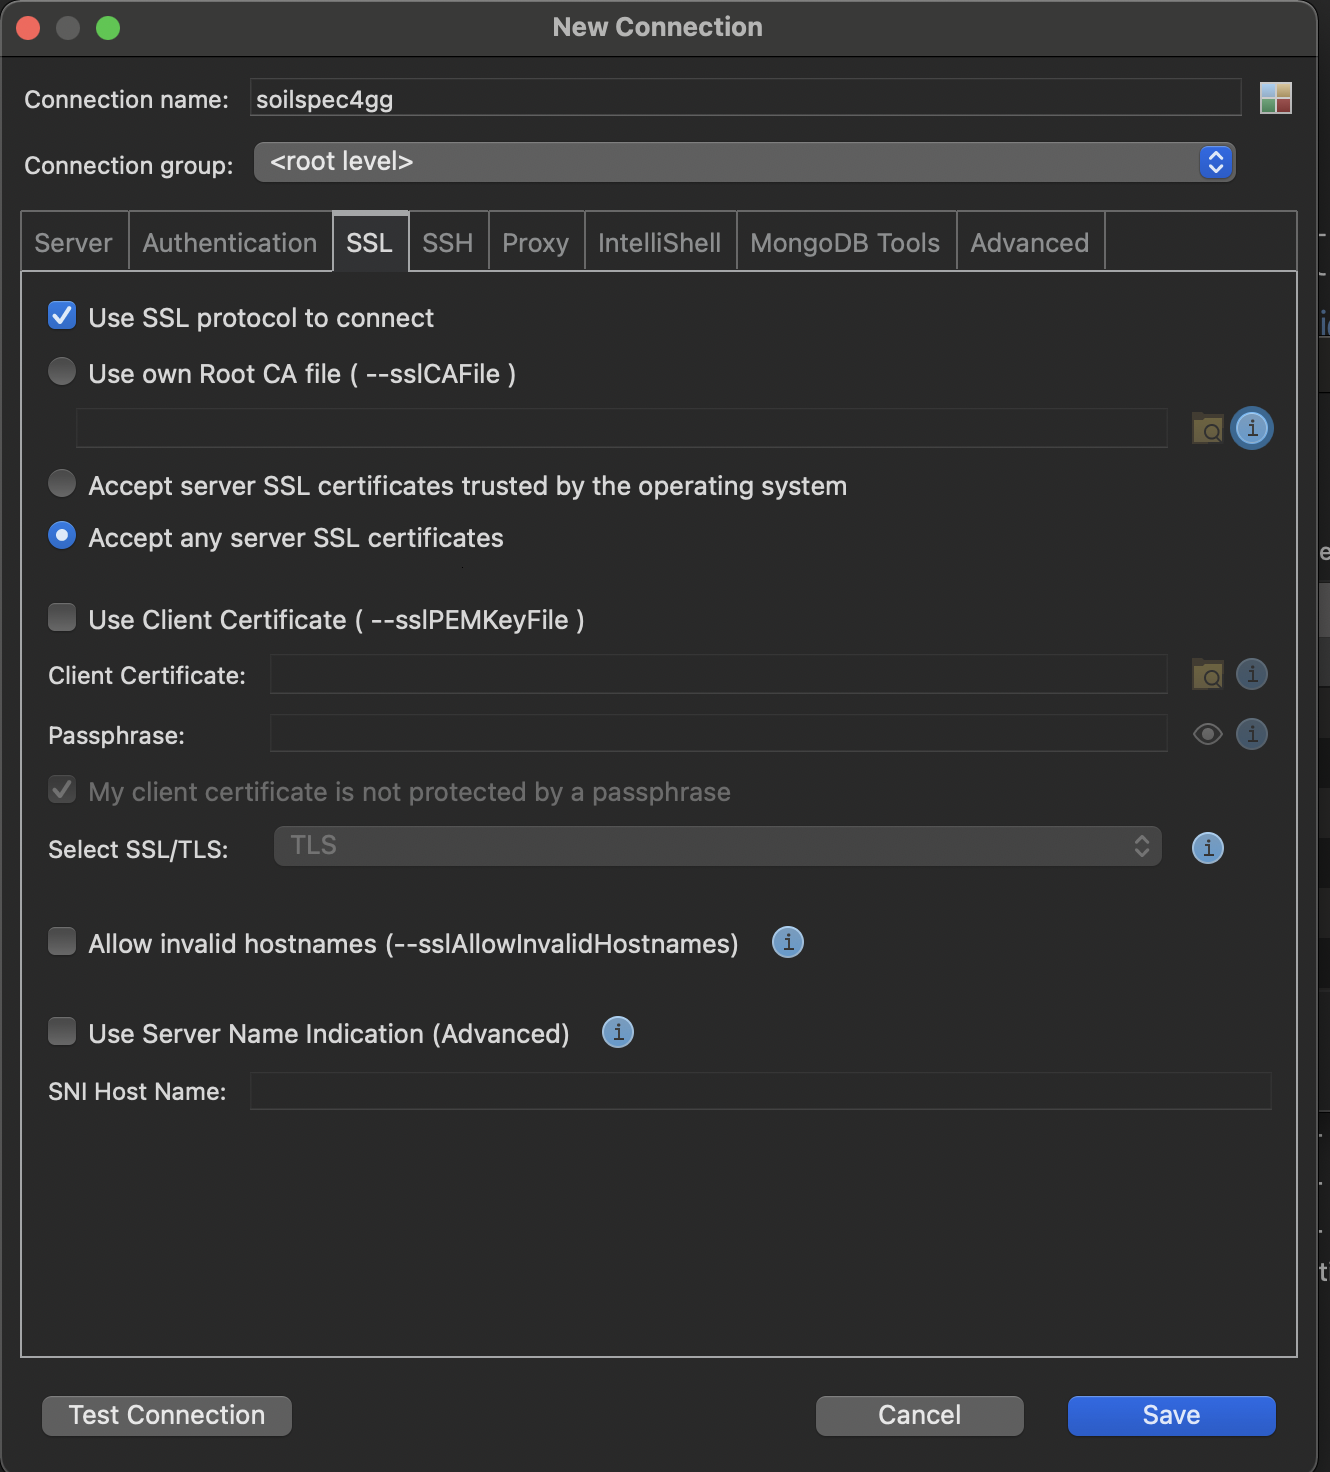 New Connection
Connection name: soilspec4gg
Connection group: <root level>
Server Authentication SSL SSH Proxy IntelliShell MongoDB Tools Advanced
Use SSL protocol to connect
Use own Root CA file ( --sslCAFile )
Accept server SSL certificates trusted by the operating system
Accept any server SSL certificates
Use Client Certificate ( --sslPEMKeyFile )
Client Certificate:
Passphrase:
My client certificate is not protected by a passphrase
Select SSL/TLS: TLS
Allow invalid hostnames (--sslAllowInvalidHostnames)
Use Server Name Indication (Advanced)
SNI Host Name:
Test Connection Cancel Save